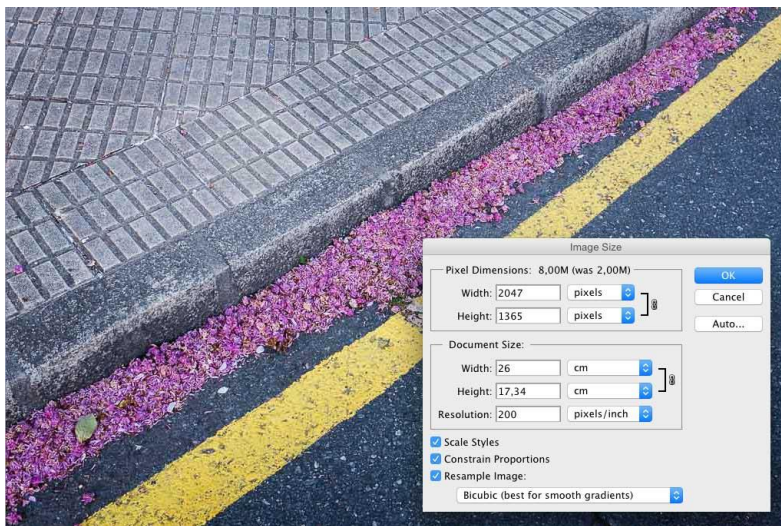 Image Size
Pixel Dimensions: 8,00M (was 2,00M)
Width: 2047 pixels
Height: 1365 pixels
Document Size:
Width: 26 cm
Height: 17,34 cm
Resolution: 200 pixels/inch
Scale Styles
Constrain Proportions
Resample Image:
Bicubic (best for smooth gradients)
OK
Cancel
Auto...